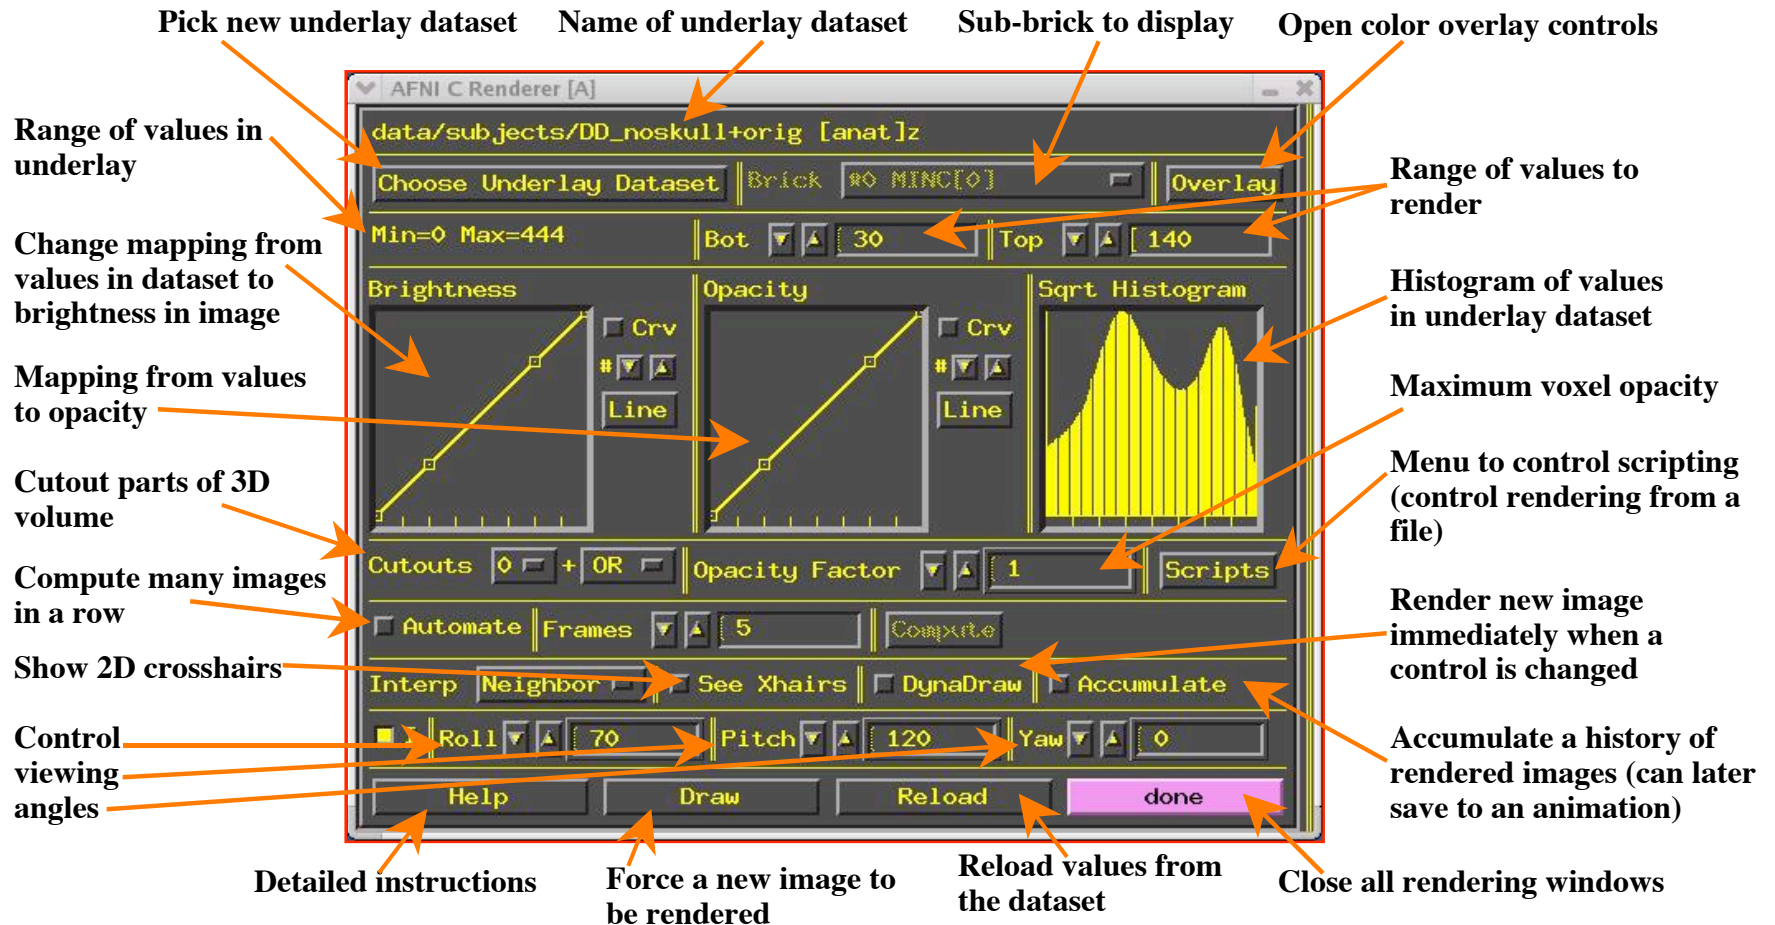 Pick new underlay dataset
Name of underlay dataset
Sub-brick to display
Open color overlay controls
AFNI C Renderer [A]
Range of values in
underlay
data/subjects/DD_noskull+orig [anat]z
Choose Underlay Dataset
Brick
#0 MINC[0]
Overlay
Range of values to
render
Min=0 Max=444
Bot
30
Top
140
Change mapping from
values in dataset to
brightness in image
Brightness
Crv
#
Line
Opacity
Crv
#
Line
Sqrt Histogram
Histogram of values
in underlay dataset
Mapping from values
to opacity
Maximum voxel opacity
Cutout parts of 3D
volume
Menu to control scripting
(control rendering from a
file)
Cutouts
0
+
OR
Opacity Factor
1
Scripts
Compute many images
in a row
Automate
Frames
5
Compute
Render new image
immediately when a
control is changed
Show 2D crosshairs
Interp
Neighbor
See Xhairs
DynaDraw
Accumulate
Control
viewing
angles
Roll
70
Pitch
120
Yaw
0
Accumulate a history of
rendered images (can later
save to an animation)
Help
Draw
Reload
done
Detailed instructions
Force a new image to
be rendered
Reload values from
the dataset
Close all rendering windows